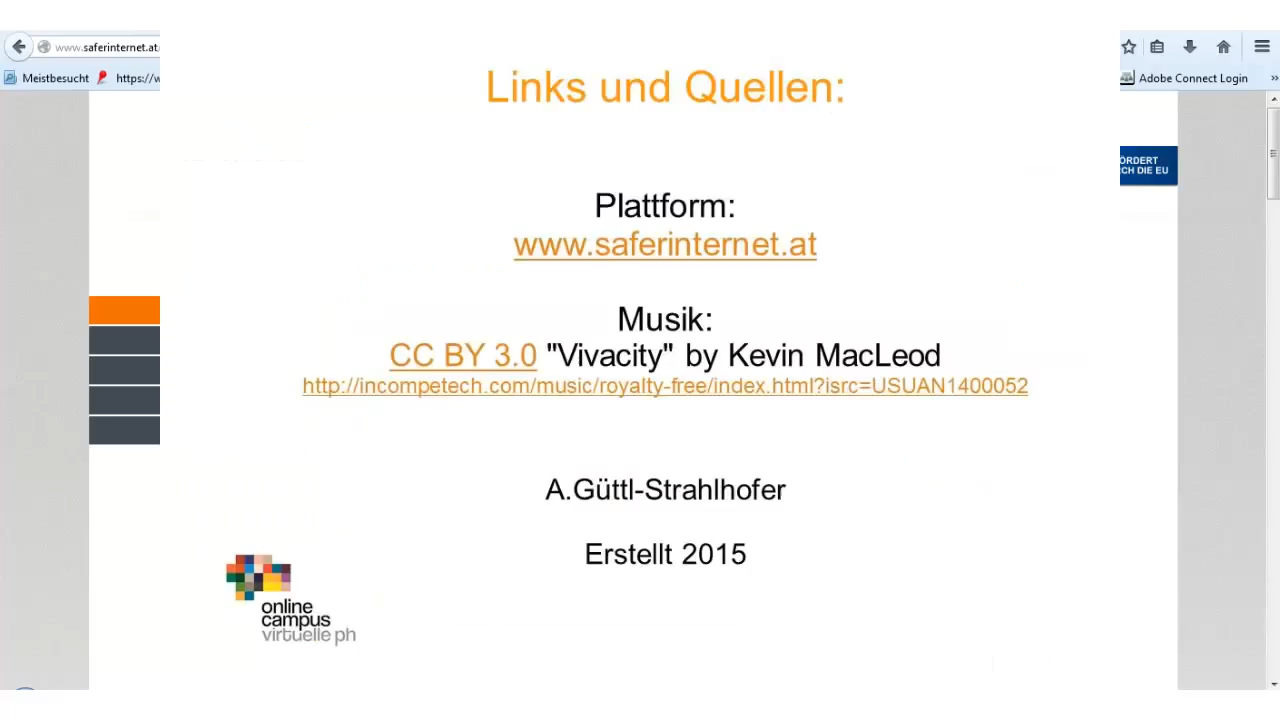 www.saferinternet.at
Meistbesucht
https://w
Adobe Connect Login
»
Links und Quellen:
ÖRDERT
CH DIE EU
Plattform:
www.saferinternet.at
Musik:
CC BY 3.0 "Vivacity" by Kevin MacLeod
http://incompetech.com/music/royalty-free/index.html?isrc=USUAN1400052
A.Güttl-Strahlhofer
Erstellt 2015
online
campus
virtuelle ph